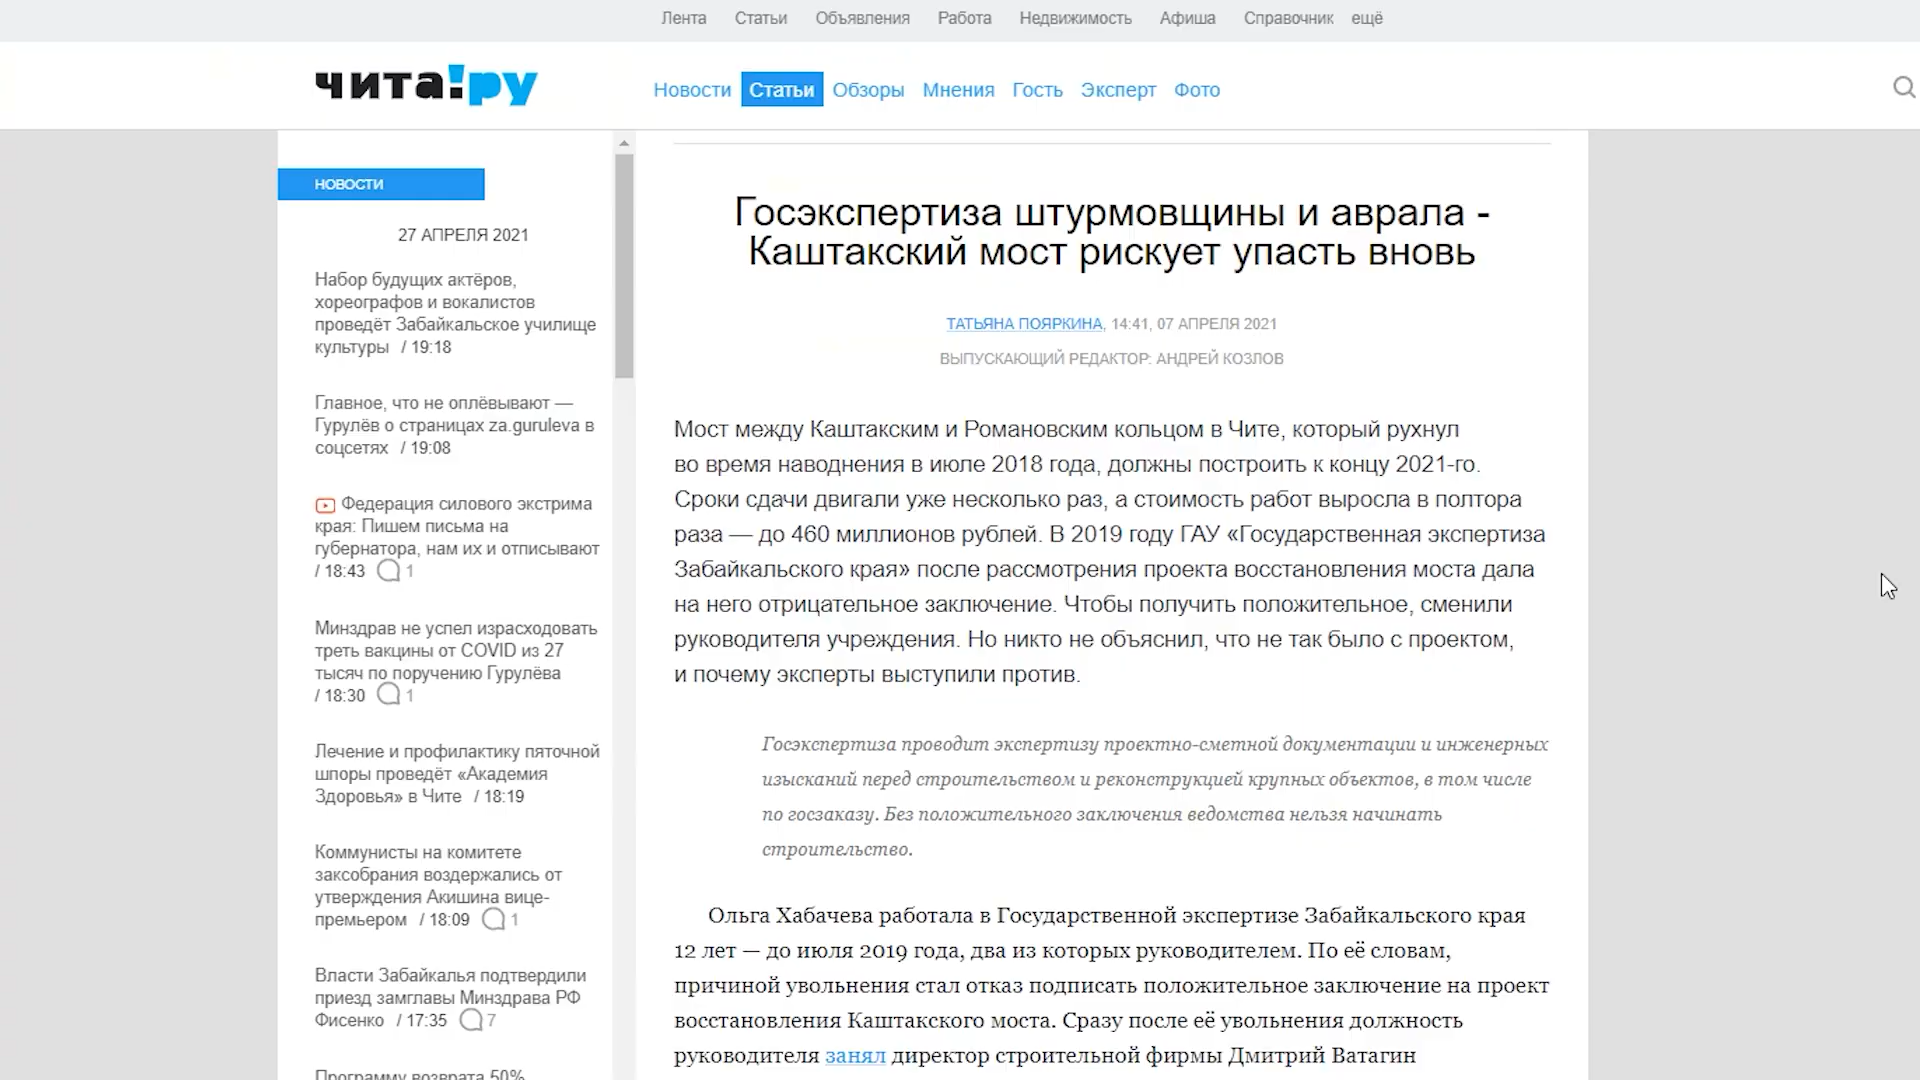 Лента Статьи Объявления Работа Недвижимость Афиша Справочник ещё
чита!ру
Новости Статьи Обзоры Мнения Гость Эксперт Фото
НОВОСТИ
27 АПРЕЛЯ 2021
Набор будущих актёров,
хореографов и вокалистов
проведёт Забайкальское училище
культуры / 19:18
Главное, что не оплёвывают —
Гурулёв о страницах za.guruleva в
соцсетях / 19:08
Федерация силового экстрима
края: Пишем письма на
губернатора, нам их и отписывают
/ 18:43 1
Минздрав не успел израсходовать
треть вакцины от COVID из 27
тысяч по поручению Гурулёва
/ 18:30 1
Лечение и профилактику пяточной
шпоры проведёт «Академия
Здоровья» в Чите / 18:19
Коммунисты на комитете
заксобрания воздержались от
утверждения Акишина вице-
премьером / 18:09 1
Власти Забайкалья подтвердили
приезд замглавы Минздрава РФ
Фисенко / 17:35 7
Программу возврата 50%
Госэкспертиза штурмовщины и аврала -
Каштакский мост рискует упасть вновь
ТАТЬЯНА ПОЯРКИНА, 14:41, 07 АПРЕЛЯ 2021
ВЫПУСКАЮЩИЙ РЕДАКТОР: АНДРЕЙ КОЗЛОВ
Мост между Каштакским и Романовским кольцом в Чите, который рухнул
во время наводнения в июле 2018 года, должны построить к концу 2021-го.
Сроки сдачи двигали уже несколько раз, а стоимость работ выросла в полтора
раза — до 460 миллионов рублей. В 2019 году ГАУ «Государственная экспертиза
Забайкальского края» после рассмотрения проекта восстановления моста дала
на него отрицательное заключение. Чтобы получить положительное, сменили
руководителя учреждения. Но никто не объяснил, что не так было с проектом,
и почему эксперты выступили против.
Госэкспертиза проводит экспертизу проектно-сметной документации и инженерных
изысканий перед строительством и реконструкцией крупных объектов, в том числе
по госзаказу. Без положительного заключения ведомства нельзя начинать
строительство.
Ольга Хабачева работала в Государственной экспертизе Забайкальского края
12 лет — до июля 2019 года, два из которых руководителем. По её словам,
причиной увольнения стал отказ подписать положительное заключение на проект
восстановления Каштакского моста. Сразу после её увольнения должность
руководителя занял директор строительной фирмы Дмитрий Ватагин